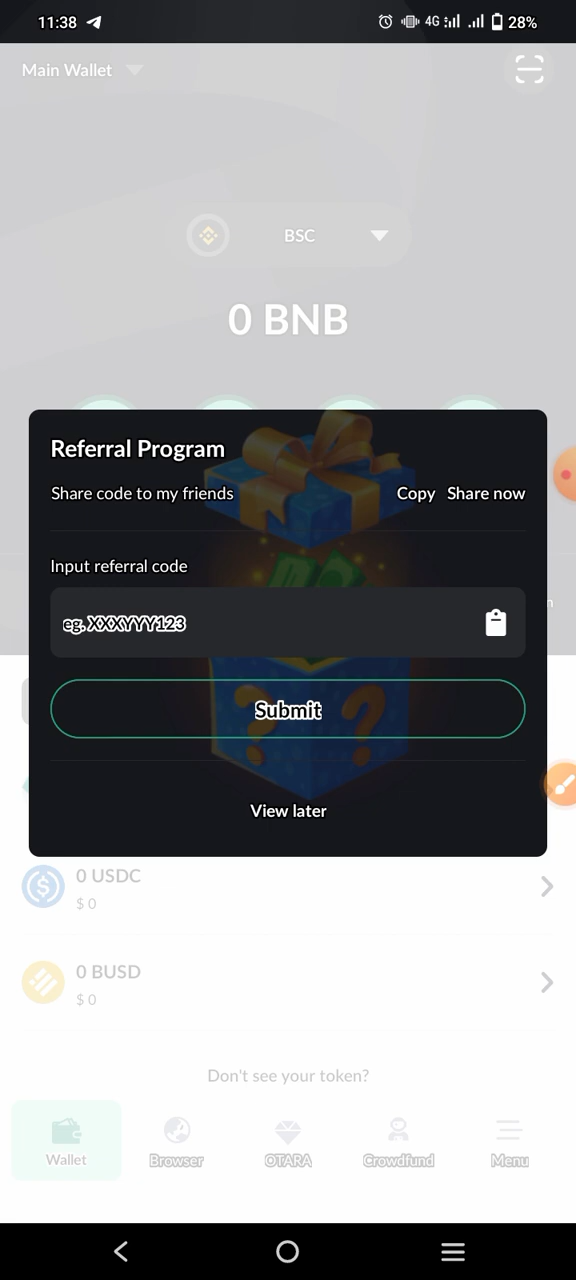 11:38 4G 28%
Main Wallet
BSC
0 BNB
Referral Program
Share code to my friends Copy Share now
Input referral code
eg. XXXYYY123
Submit
View later
0 USDC
$ 0
0 BUSD
$ 0
Don't see your token?
Wallet Browser OTARA Crowdfund Menu